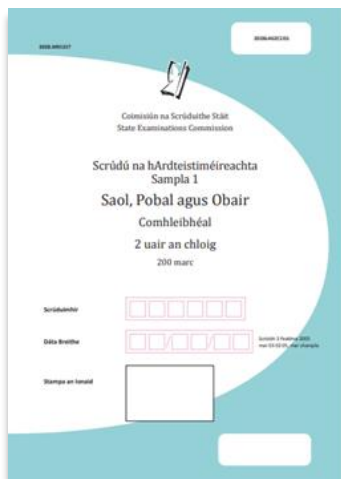 Coimisiún na Scrúduithe Stáit
State Examinations Commission
Scrúdú na hArdteistiméireachta
Sampla 1
Saol, Pobal agus Obair
Comhleibhéal
2 uair an chloig
200 marc
Scrúduimhir
Dáta Breithe
Stampa an Ionaid